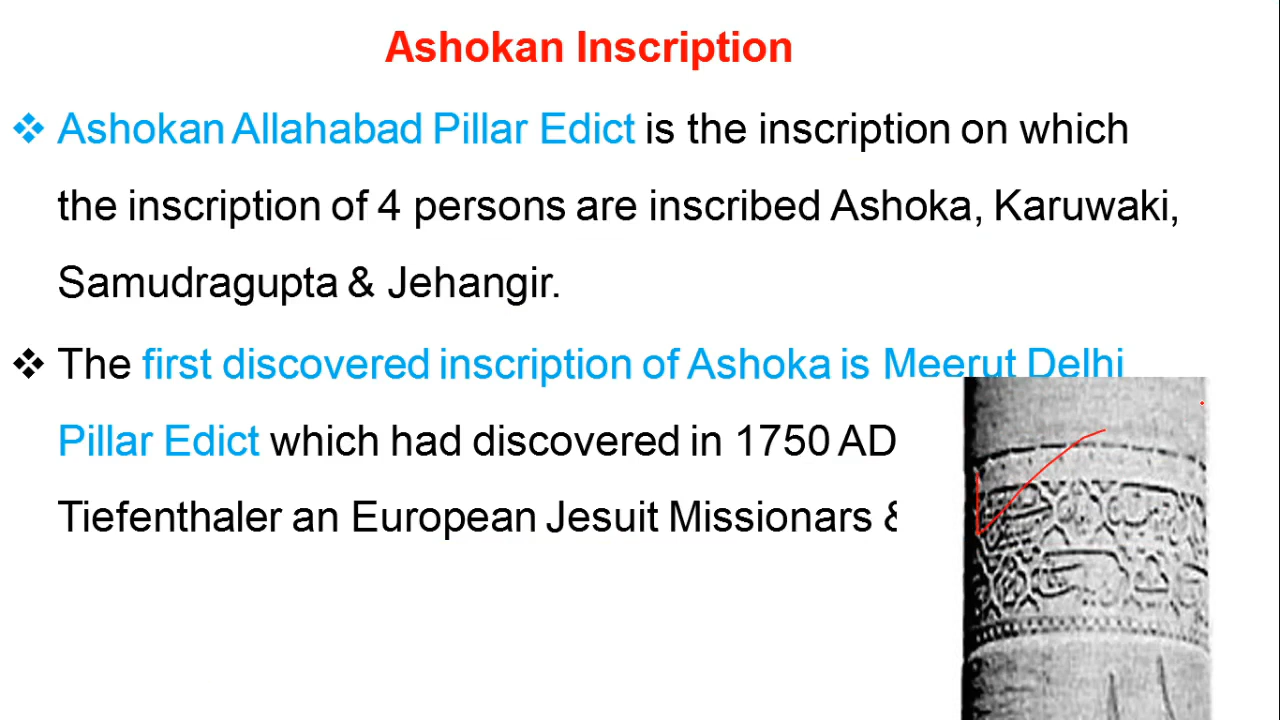 Ashokan Inscription
❖ Ashokan Allahabad Pillar Edict is the inscription on which
the inscription of 4 persons are inscribed Ashoka, Karuwaki,
Samudragupta & Jehangir.
❖ The first discovered inscription of Ashoka is Meerut Delhi
Pillar Edict which had discovered in 1750 AD
Tiefenthaler an European Jesuit Missionars &